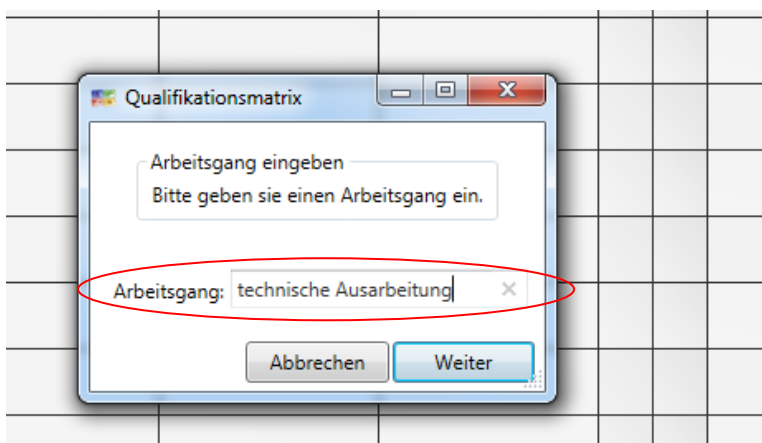 Qualifikationsmatrix
Arbeitsgang eingeben
Bitte geben sie einen Arbeitsgang ein.
Arbeitsgang: technische Ausarbeitung
Abbrechen Weiter